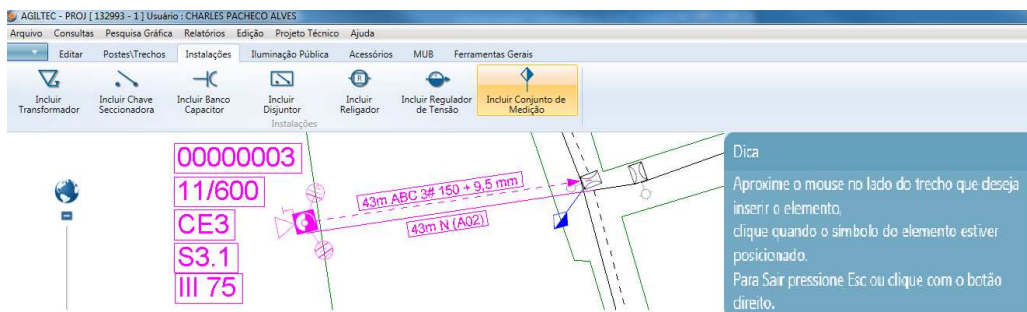 AGILTEC - PROJ [ 132993 - 1 ] Usuário : CHARLES PACHECO ALVES
Arquivo Consultas Pesquisa Gráfica Relatórios Edição Projeto Técnico Ajuda
Editar Postes\Trechos Instalações Iluminação Pública Acessórios MUB Ferramentas Gerais
Incluir Transformador
Incluir Chave Seccionadora
Incluir Banco Capacitor
Incluir Disjuntor
R
Incluir Religador
Incluir Regulador de Tensão
Incluir Conjunto de Medição
Instalações
00000003
11/600
CE3
S3.1
III 75
43m ABC 3# 150 + 9,5 mm
43m N (A02)
Dica
Aproxime o mouse no lado do trecho que deseja
inserir o elemento,
clique quando o símbolo do elemento estiver
posicionado.
Para Sair pressione Esc ou clique com o botão
direito.